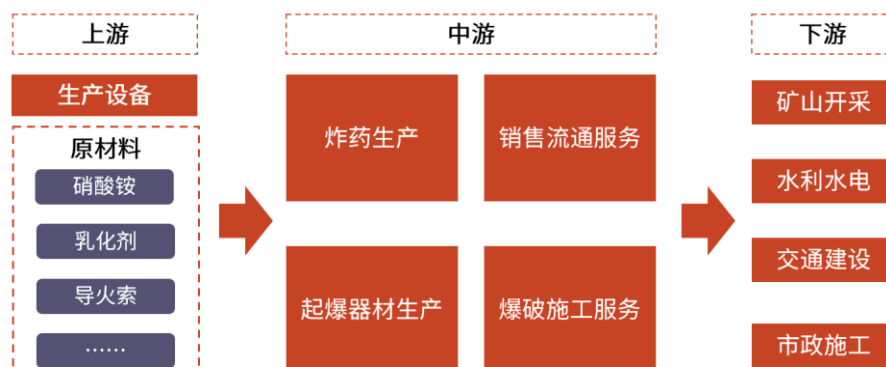 上游
中游
下游
生产设备
原材料
硝酸铵
乳化剂
导火索
……
炸药生产
销售流通服务
起爆器材生产
爆破施工服务
矿山开采
水利水电
交通建设
市政施工